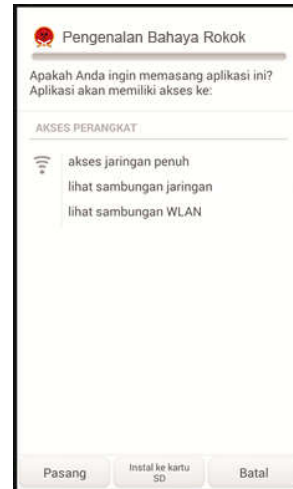 Pengenalan Bahaya Rokok
Apakah Anda ingin memasang aplikasi ini?
Aplikasi akan memiliki akses ke:
AKSES PERANGKAT
akses jaringan penuh
lihat sambungan jaringan
lihat sambungan WLAN
Pasang
Instal ke kartu
SD
Batal